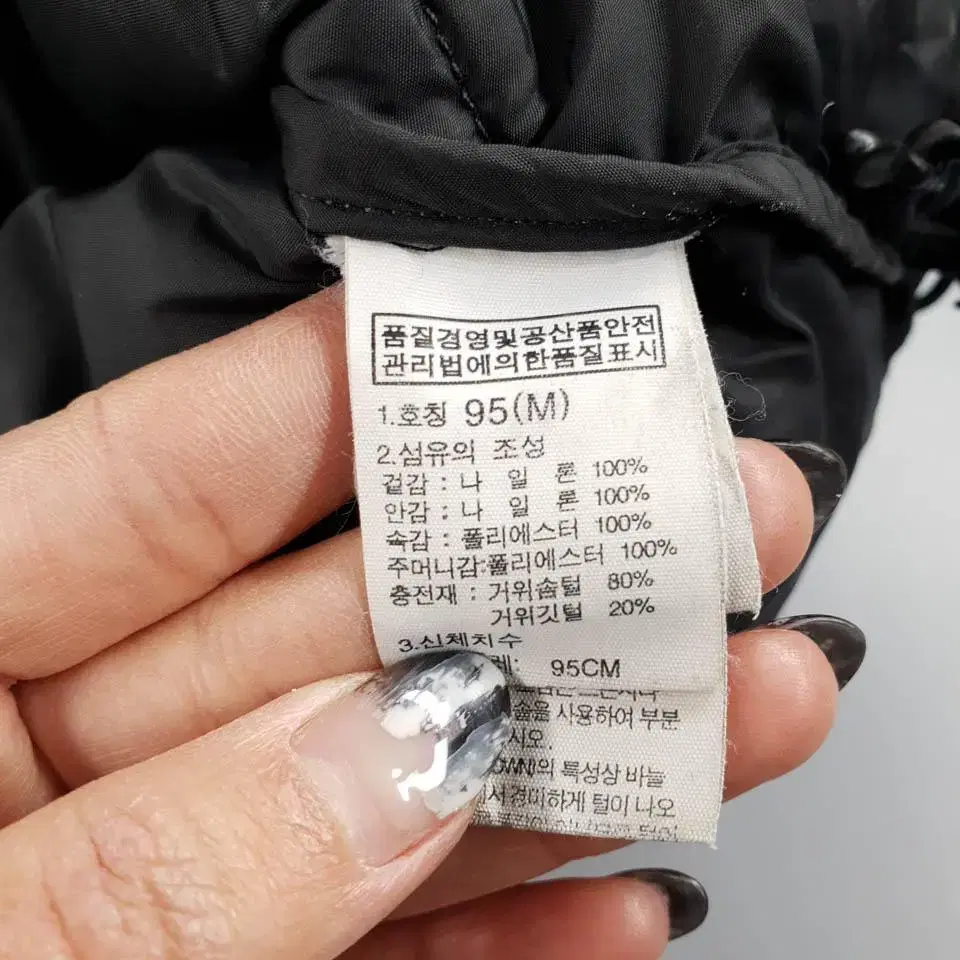 품질경영및공산품안전
관리법에의한품질표시
1.호칭 95(M)
2.섬유의 조성
겉감 : 나 일 론 100%
안감 : 나 일 론 100%
속감 : 폴리에스터 100%
주머니감:폴리에스터 100%
충전재 : 거위솜털 80%
거위깃털 20%
3.신체치수
레: 95CM
솔을 사용하여 부분
시오.
의 특성상 바늘
에서 경미하게 털이 나오